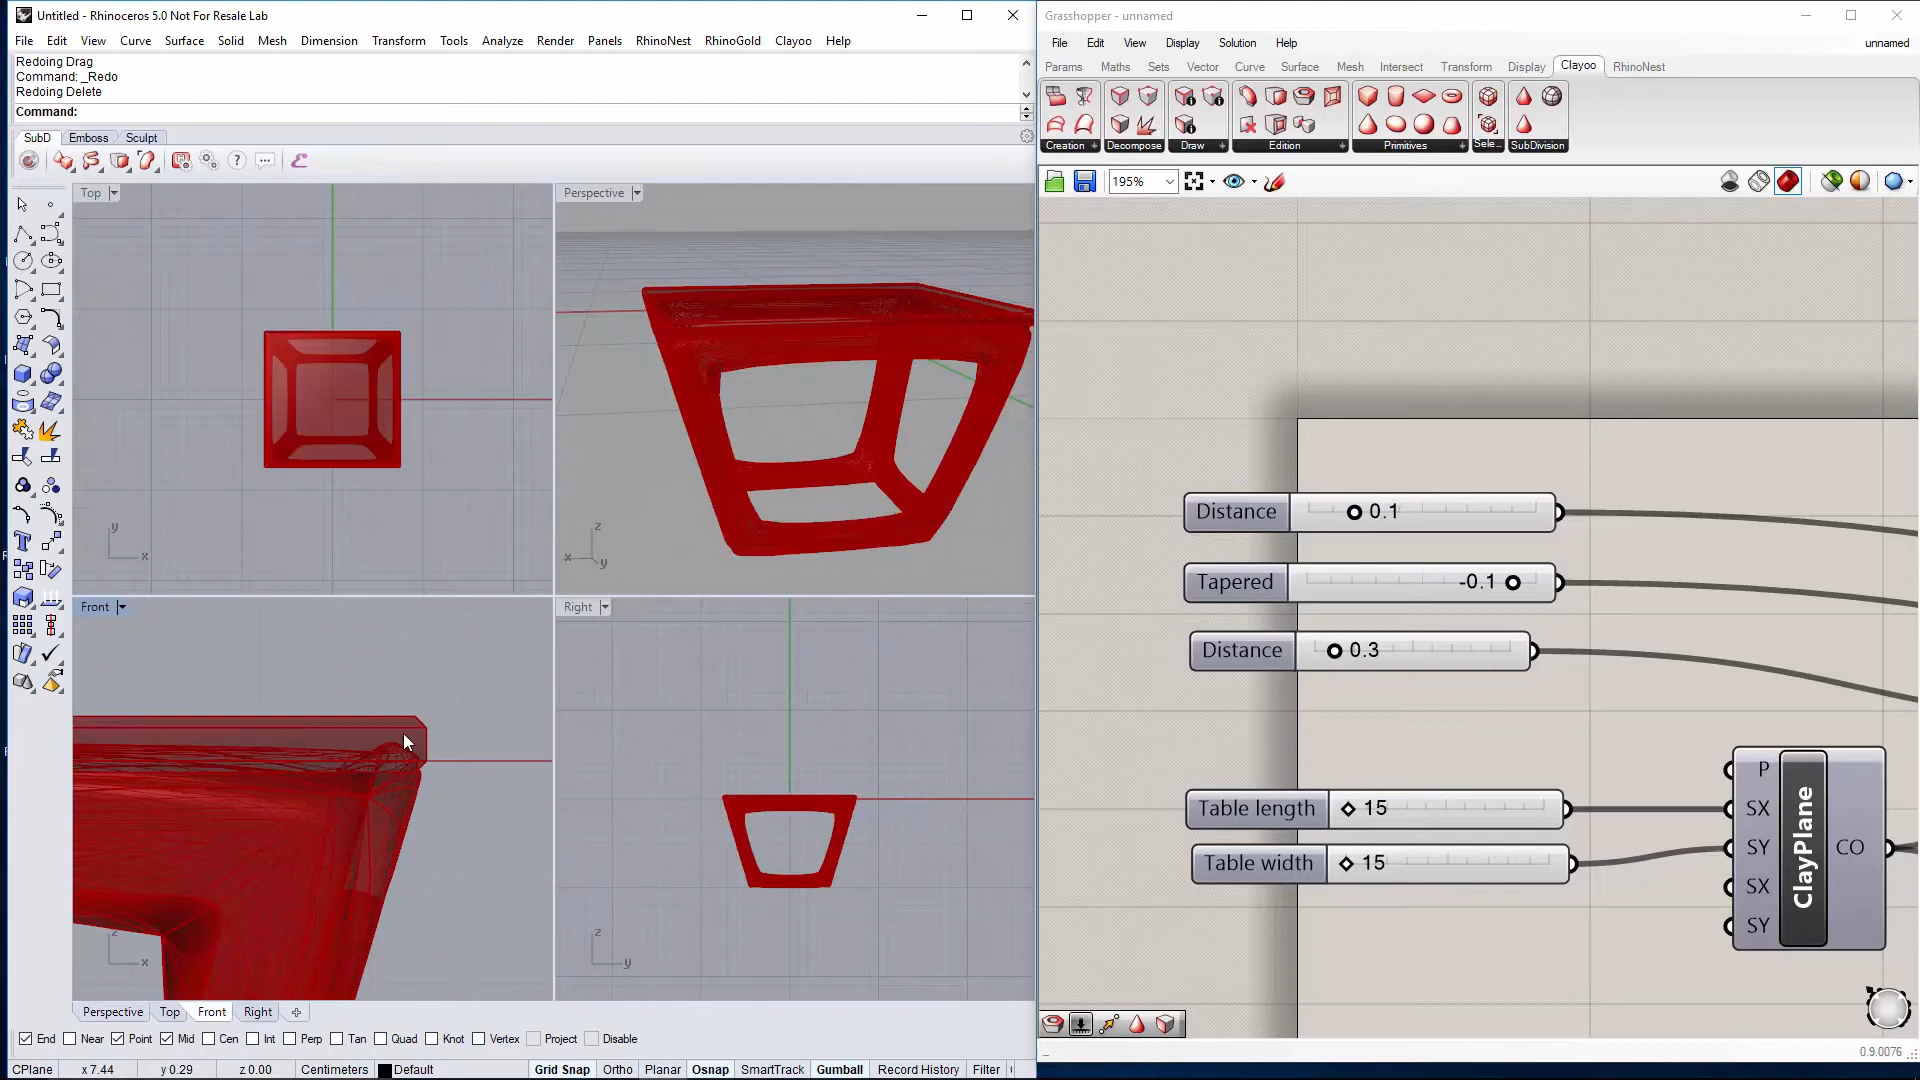 Untitled - Rhinoceros 5.0 Not For Resale Lab
File Edit View Curve Surface Solid Mesh Dimension Transform Tools Analyze Render Panels RhinoNest RhinoGold Clayoo Help
Redoing Drag
Command: _Redo
Redoing Delete
Command:
SubD Emboss Sculpt
Top
Perspective
y
x
z
x
y
Front
Right
z
x
z
y
Perspective Top Front Right
End Near Point Mid Cen Int Perp Tan Quad Knot Vertex Project Disable
CPlane x 7.44 y 0.29 z 0.00 Centimeters Default Grid Snap Ortho Planar Osnap SmartTrack Gumball Record History Filter
Grasshopper - unnamed
File Edit View Display Solution Help unnamed
Params Maths Sets Vector Curve Surface Mesh Intersect Transform Display Clayoo RhinoNest
Creation Decompose Draw Edition Primitives Sele... SubDivision
195%
Distance 0.1
Tapered -0.1
Distance 0.3
Table length 15
Table width 15
P
SX
SY
SX
SY
ClayPlane
CO
0.9.0076